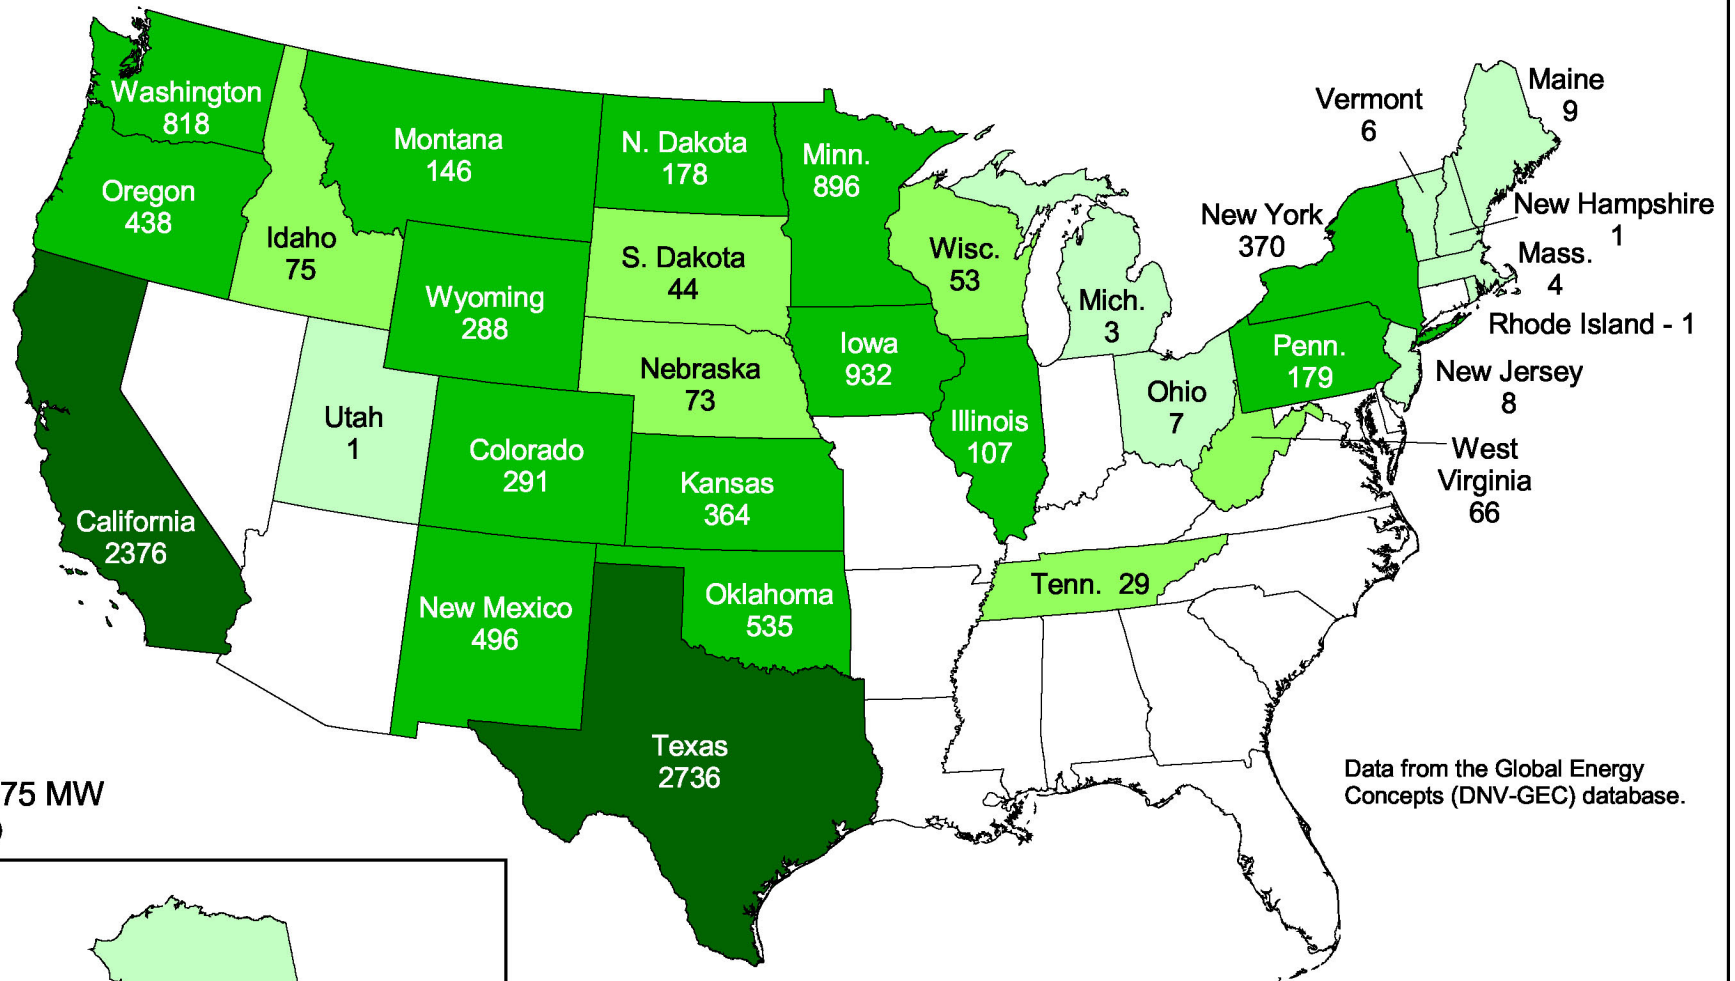 Washington
818
Oregon
438
Idaho
75
Montana
146
N. Dakota
178
Minn.
896
S. Dakota
44
Wisc.
53
Wyoming
288
Nebraska
73
Iowa
932
Mich.
3
Vermont
6
Maine
9
New York
370
New Hampshire
1
Mass.
4
Rhode Island - 1
Penn.
179
New Jersey
8
Ohio
7
West
Virginia
66
Illinois
107
Utah
1
Colorado
291
Kansas
364
California
2376
New Mexico
496
Oklahoma
535
Tenn. 29
Texas
2736
75 MW
)
Data from the Global Energy
Concepts (DNV-GEC) database.